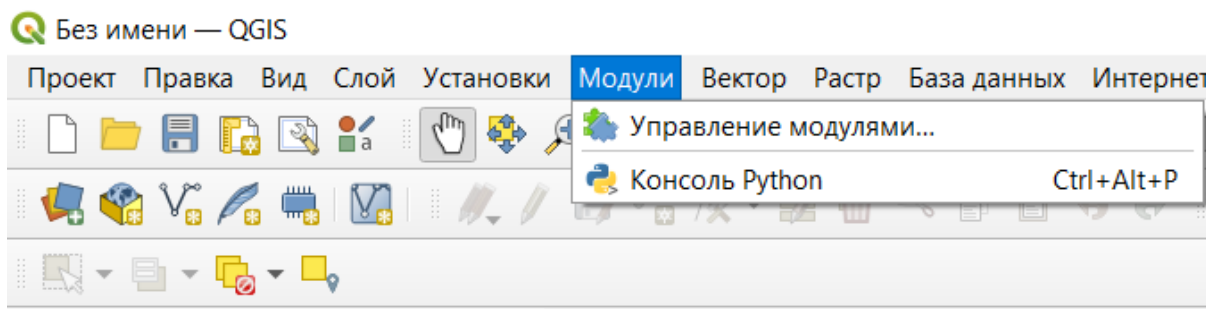 Без имени — QGIS
Проект Правка Вид Слой Установки Модули Вектор Растр База данных Интернет
Управление модулями...
Консоль Python Ctrl+Alt+P